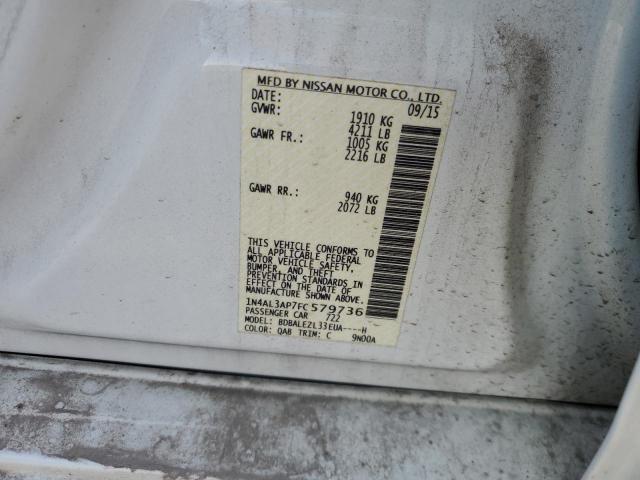 MFD BY NISSAN MOTOR CO., LTD.
DATE: 09/15
GVWR: 1910 KG
4211 LB
GAWR FR.: 1005 KG
2216 LB
GAWR RR.: 940 KG
2072 LB
THIS VEHICLE CONFORMS TO
ALL APPLICABLE FEDERAL
MOTOR VEHICLE SAFETY,
BUMPER, AND THEFT
PREVENTION STANDARDS IN
EFFECT ON THE DATE OF
MANUFACTURE SHOWN ABOVE.
1N4AL3AP7FC579736
PASSENGER CAR 722
MODEL: BDBALEZL33EUA----H
COLOR: QAB TRIM: C 9N00A